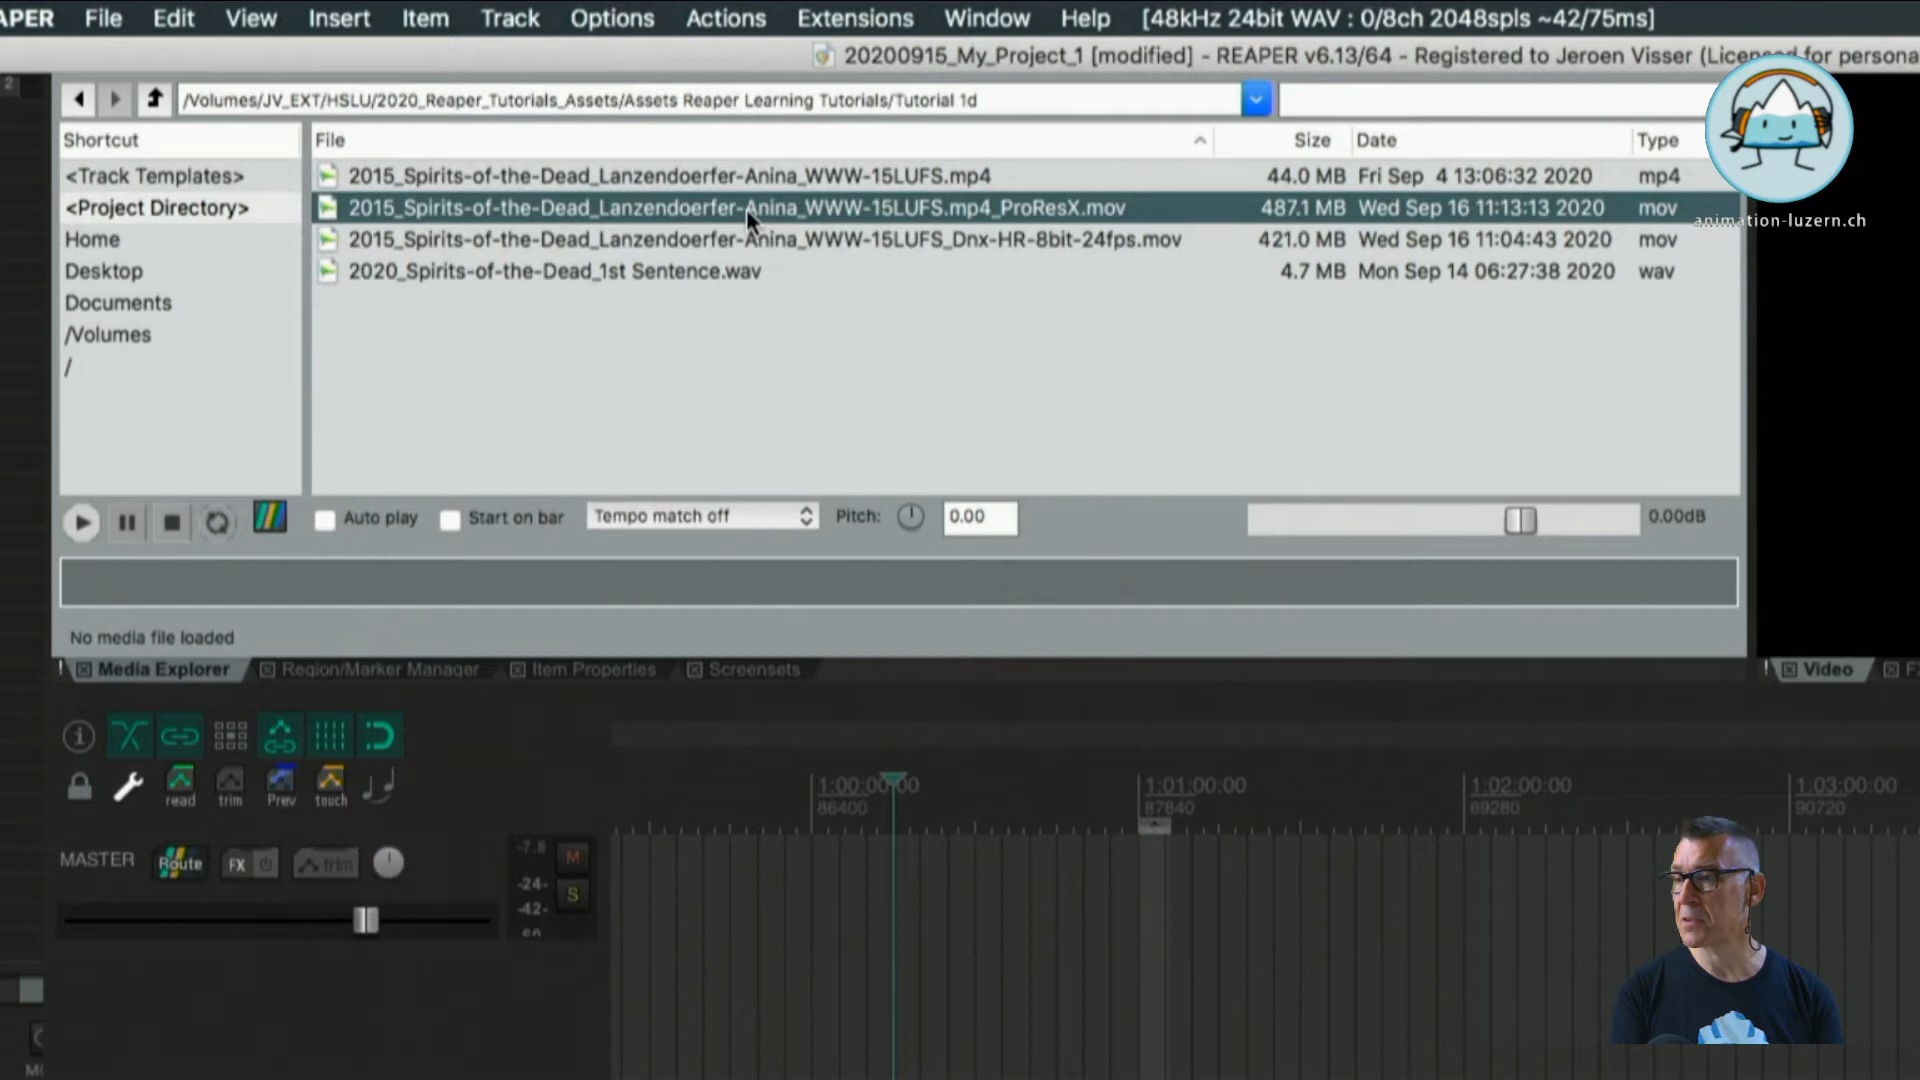 APER File Edit View Insert Item Track Options Actions Extensions Window Help [48kHz 24bit WAV : 0/8ch 2048spls ~42/75ms]
20200915_My_Project_1 [modified] - REAPER v6.13/64 - Registered to Jeroen Visser (Licensed for persona
2
/Volumes/JV_EXT/HSLU/2020_Reaper_Tutorials_Assets/Assets Reaper Learning Tutorials/Tutorial 1d
Shortcut File Size Date Type
<Track Templates> 2015_Spirits-of-the-Dead_Lanzendoerfer-Anina_WWW-15LUFS.mp4 44.0 MB Fri Sep 4 13:06:32 2020 mp4
<Project Directory> 2015_Spirits-of-the-Dead_Lanzendoerfer-Anina_WWW-15LUFS.mp4_ProResX.mov 487.1 MB Wed Sep 16 11:13:13 2020 mov
animation-luzern.ch
Home 2015_Spirits-of-the-Dead_Lanzendoerfer-Anina_WWW-15LUFS_Dnx-HR-8bit-24fps.mov 421.0 MB Wed Sep 16 11:04:43 2020 mov
Desktop 2020_Spirits-of-the-Dead_1st Sentence.wav 4.7 MB Mon Sep 14 06:27:38 2020 wav
Documents
/Volumes
/
Auto play Start on bar Tempo match off Pitch: 0.00 0.00dB
No media file loaded
Media Explorer Region/Marker Manager Item Properties Screensets Video
read trim Prev touch
1:00:00:00 1:01:00:00 1:02:00:00 1:03:00:00
86400 87840 89280 90720
MASTER Route FX trim
-7.8 M
-24- S
-42-